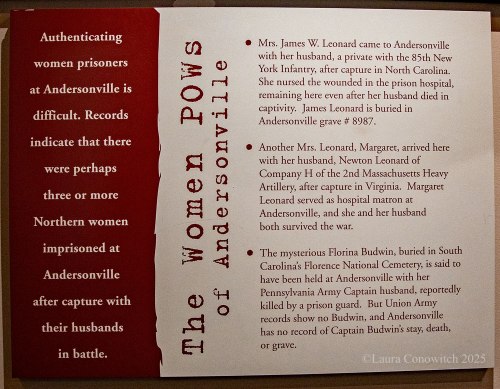 Authenticating
women prisoners
at Andersonville is
difficult. Records
indicate that there
were perhaps
three or more
Northern women
imprisoned at
Andersonville
after capture with
their husbands
in battle.
The Women POWs
of Andersonville
• Mrs. James W. Leonard came to Andersonville
with her husband, a private with the 85th New
York Infantry, after capture in North Carolina.
She nursed the wounded in the prison hospital,
remaining here even after her husband died in
captivity. James Leonard is buried in
Andersonville grave # 8987.
• Another Mrs. Leonard, Margaret, arrived here
with her husband, Newton Leonard of
Company H of the 2nd Massachusetts Heavy
Artillery, after capture in Virginia. Margaret
Leonard served as hospital matron at
Andersonville, and she and her husband
both survived the war.
• The mysterious Florina Budwin, buried in South
Carolina's Florence National Cemetery, is said to
have been held at Andersonville with her
Pennsylvania Army Captain husband, reportedly
killed by a prison guard. But Union Army
records show no Budwin, and Andersonville
has no record of Captain Budwin's stay, death,
or grave.
©Laura Conowitch 2025